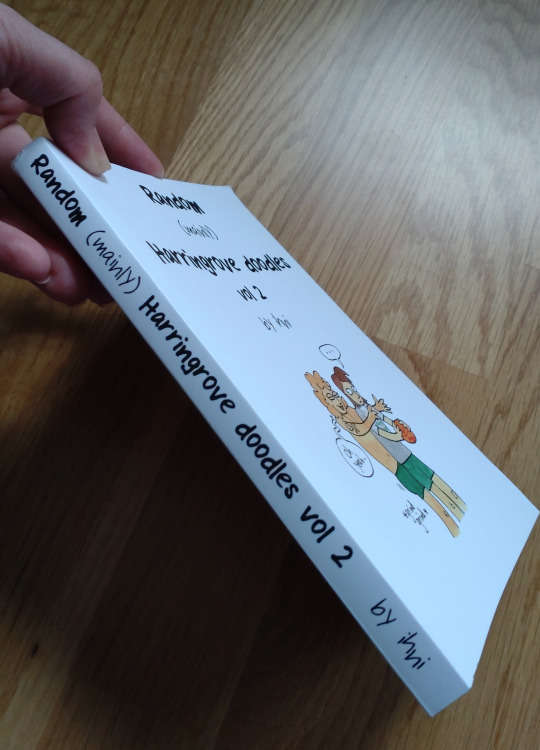 Random (mainly) Harringrove doodles vol 2 by ihni
Random
(mainly)
Harringrove doodles
vol 2
by ihni
...